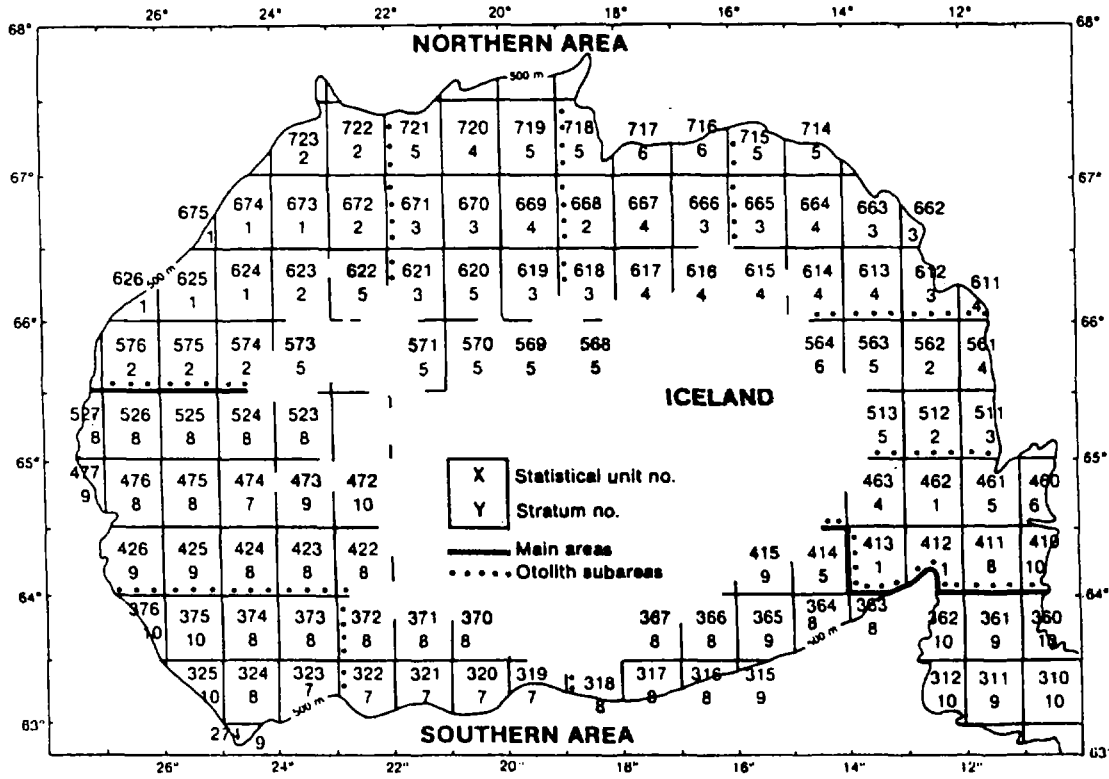 26° 24° 22° 20° 18° 16° 14° 12°
68° 68°
NORTHERN AREA
500 m
723 722 721 720 719 718 717 716 715 714
2 2 5 4 5 5 6 6 5 5
67° 67°
675 674 673 672 671 670 669 668 667 666 665 664 663 662
1 1 1 2 3 3 4 2 4 3 3 4 3 3
500 m
626 625 624 623 622 621 620 619 618 617 616 615 614 613 612 611
1 1 1 2 5 3 5 3 3 4 4 4 4 4 3 4
66° 66°
576 575 574 573 571 570 569 568 564 563 562 561
2 2 2 5 5 5 5 5 6 5 2 4
ICELAND
527 526 525 524 523 513 512 511
8 8 8 8 8 5 2 3
65° 65°
477 476 475 474 473 472 463 462 461 460
9 8 8 7 9 10 4 1 5 6
X Statistical unit no.
Y Stratum no.
Main areas
Otolith subareas
426 425 424 423 422 415 414 413 412 411 410
9 9 8 8 8 9 5 1 1 8 10
64° 64°
376 375 374 373 372 371 370 367 366 365 364 363 362 361 360
10 10 8 8 8 8 8 8 8 9 8 8 10 9 10
500 m
325 324 323 322 321 320 319 318 317 316 315 312 311 310
10 8 7 7 7 7 7 8 8 8 9 10 9 10
500 m
274
9
63° 63°
SOUTHERN AREA
26° 24° 22° 20° 18° 16° 14° 12°